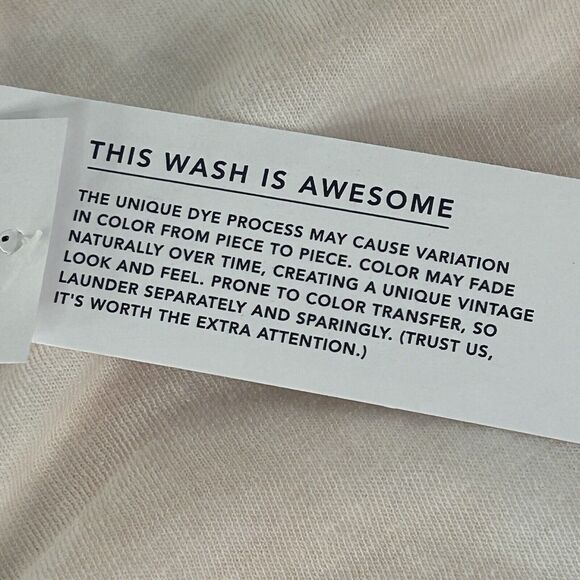 THIS WASH IS AWESOME
THE UNIQUE DYE PROCESS MAY CAUSE VARIATION
IN COLOR FROM PIECE TO PIECE. COLOR MAY FADE
NATURALLY OVER TIME, CREATING A UNIQUE VINTAGE
LOOK AND FEEL. PRONE TO COLOR TRANSFER, SO
LAUNDER SEPARATELY AND SPARINGLY. (TRUST US,
IT'S WORTH THE EXTRA ATTENTION.)